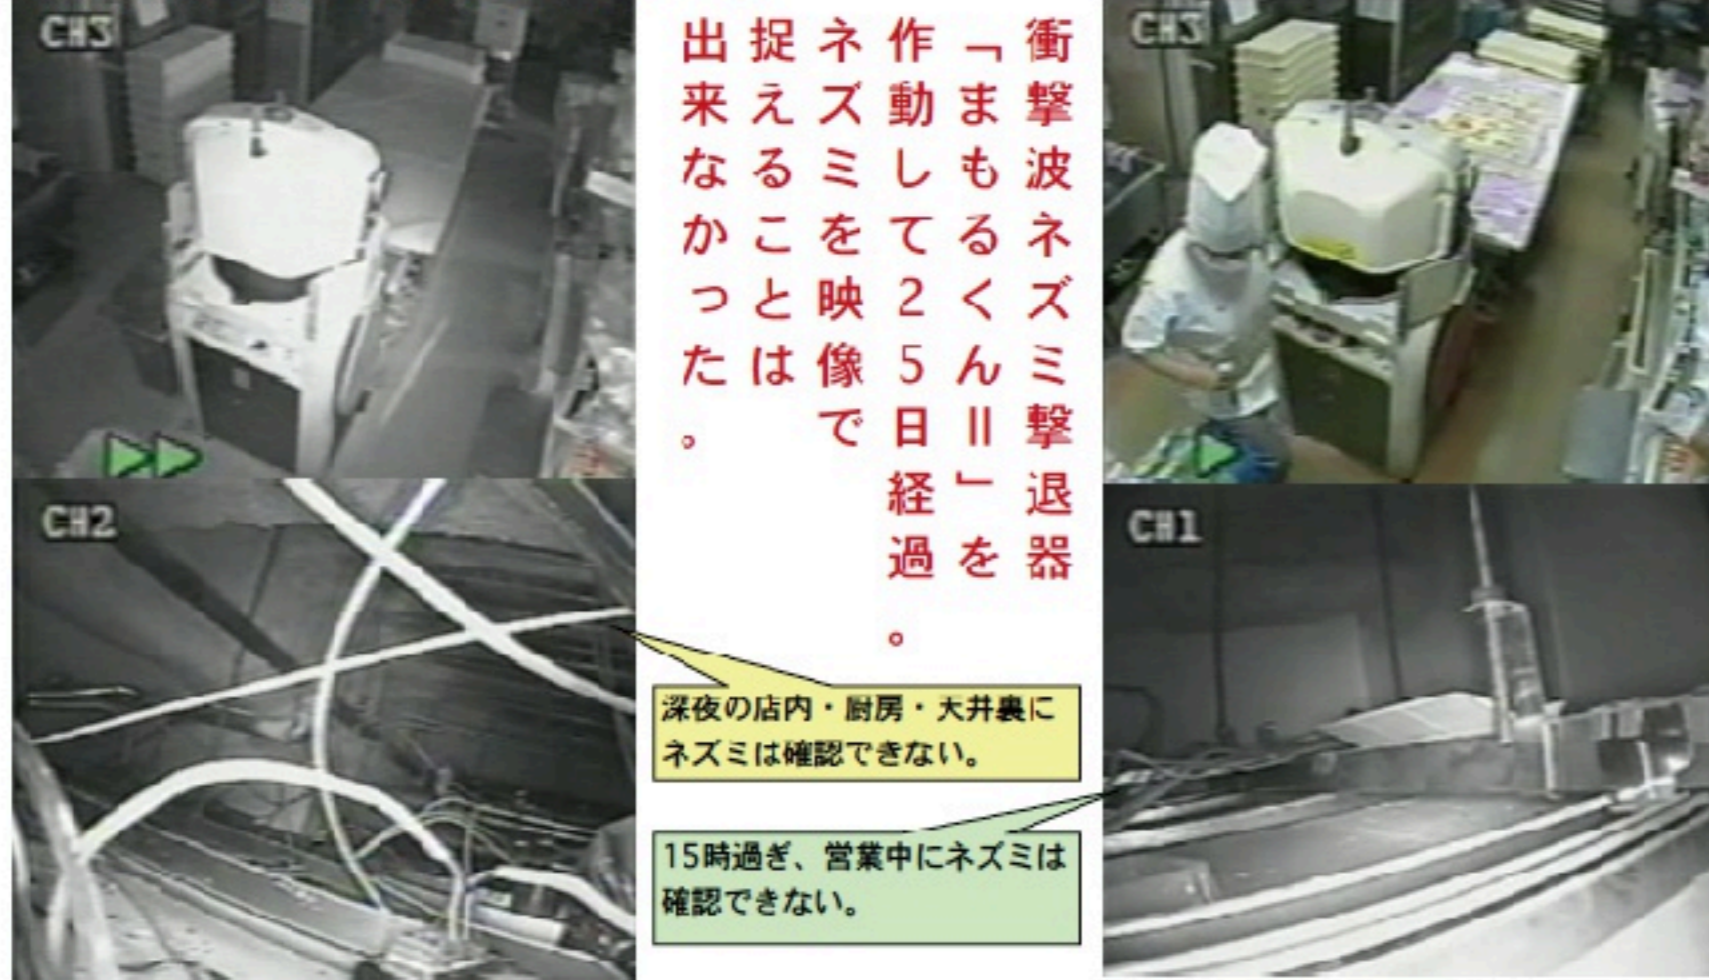 CH3
衝撃波ネズミ撃退器
「まもるくんⅡ」を
作動して25日経過。
ネズミを映像で
捉えることは
出来なかった。
CH3
CH2
深夜の店内・厨房・天井裏に
ネズミは確認できない。
15時過ぎ、営業中にネズミは
確認できない。
CH1